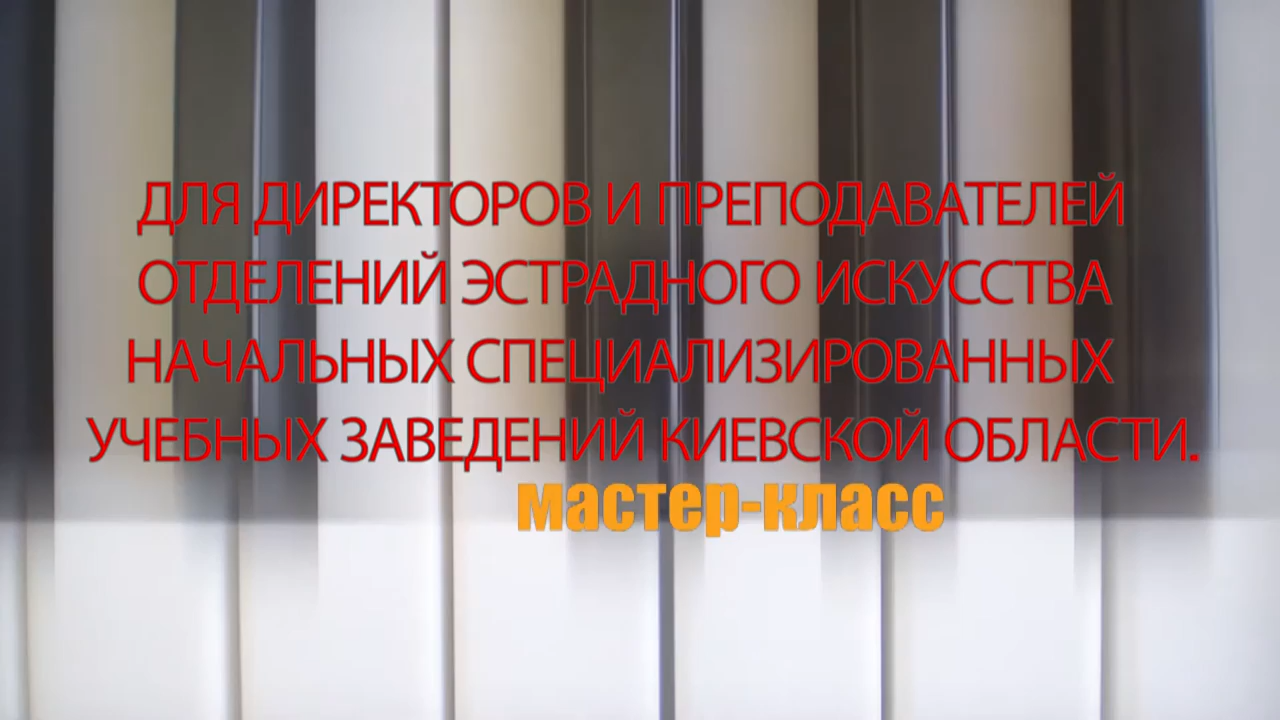 ДЛЯ ДИРЕКТОРОВ И ПРЕПОДАВАТЕЛЕЙ
ОТДЕЛЕНИЙ ЭСТРАДНОГО ИСКУССТВА
НАЧАЛЬНЫХ СПЕЦИАЛИЗИРОВАННЫХ
УЧЕБНЫХ ЗАВЕДЕНИЙ КИЕВСКОЙ ОБЛАСТИ.
мастер-класс